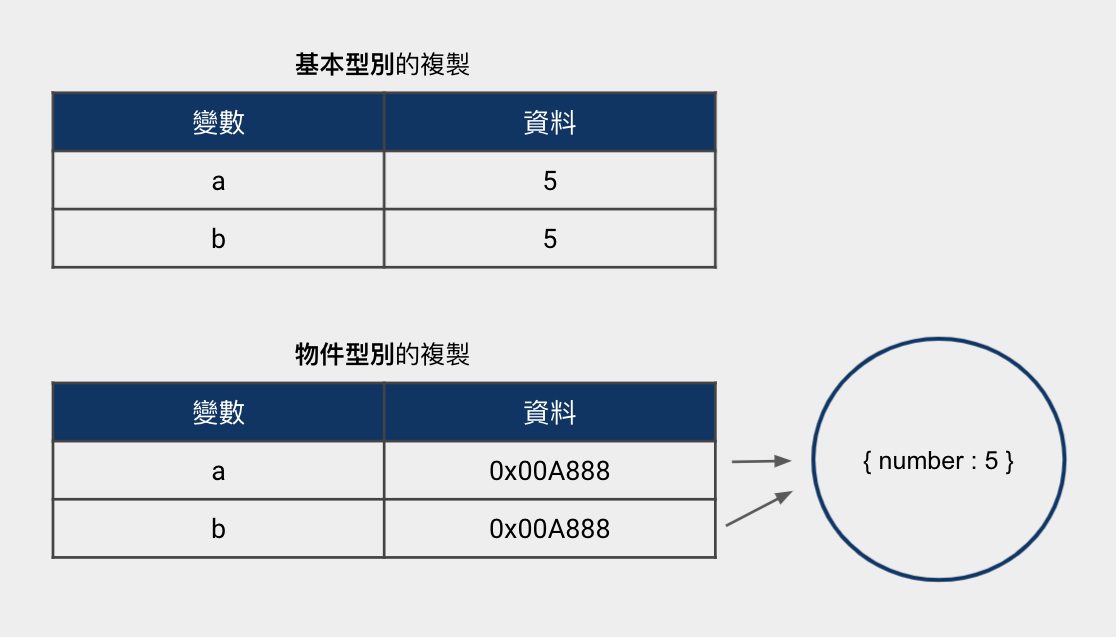 基本型別的複製
變數 資料
a 5
b 5
物件型別的複製
變數 資料
a 0x00A888
b 0x00A888
{ number : 5 }